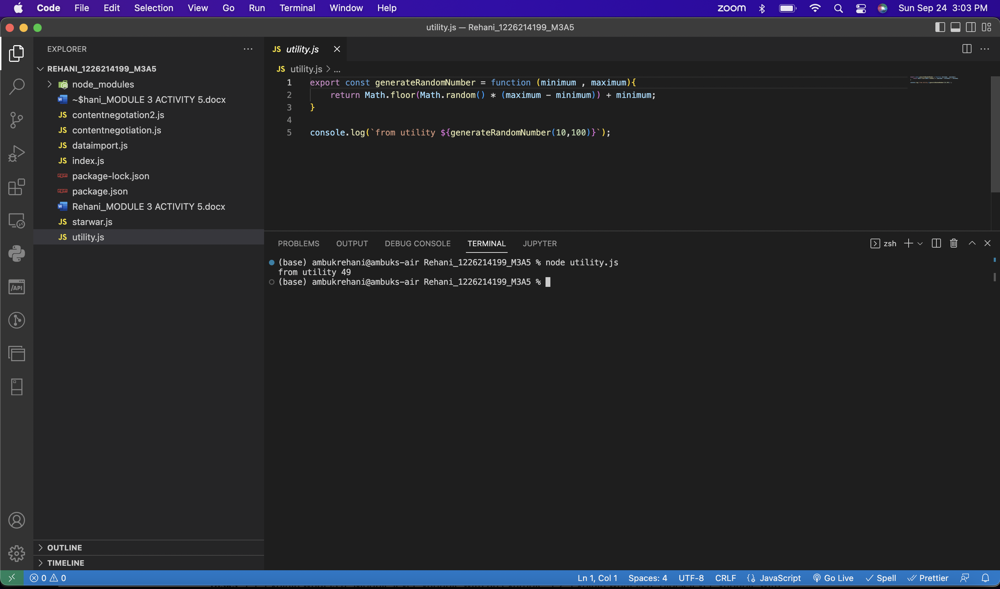 Code File Edit Selection View Go Run Terminal Window Help zoom Sun Sep 24 3:03 PM
utility.js — Rehani_1226214199_M3A5
EXPLORER
REHANI_1226214199_M3A5
node_modules
~$hani_MODULE 3 ACTIVITY 5.docx
JS contentnegotation2.js
JS contentnegotiation.js
JS dataimport.js
JS index.js
package-lock.json
package.json
Rehani_MODULE 3 ACTIVITY 5.docx
JS starwar.js
JS utility.js
OUTLINE
TIMELINE
/API
JS utility.js
JS utility.js > ...
1 export const generateRandomNumber = function (minimum , maximum){
2 return Math.floor(Math.random() * (maximum - minimum)) + minimum;
3 }
4
5 console.log(`from utility ${generateRandomNumber(10,100)}`);
PROBLEMS OUTPUT DEBUG CONSOLE TERMINAL JUPYTER zsh
(base) ambukrehani@ambuks-air Rehani_1226214199_M3A5 % node utility.js
from utility 49
(base) ambukrehani@ambuks-air Rehani_1226214199_M3A5 %
0 0 Ln 1, Col 1 Spaces: 4 UTF-8 CRLF JavaScript Go Live Spell Prettier